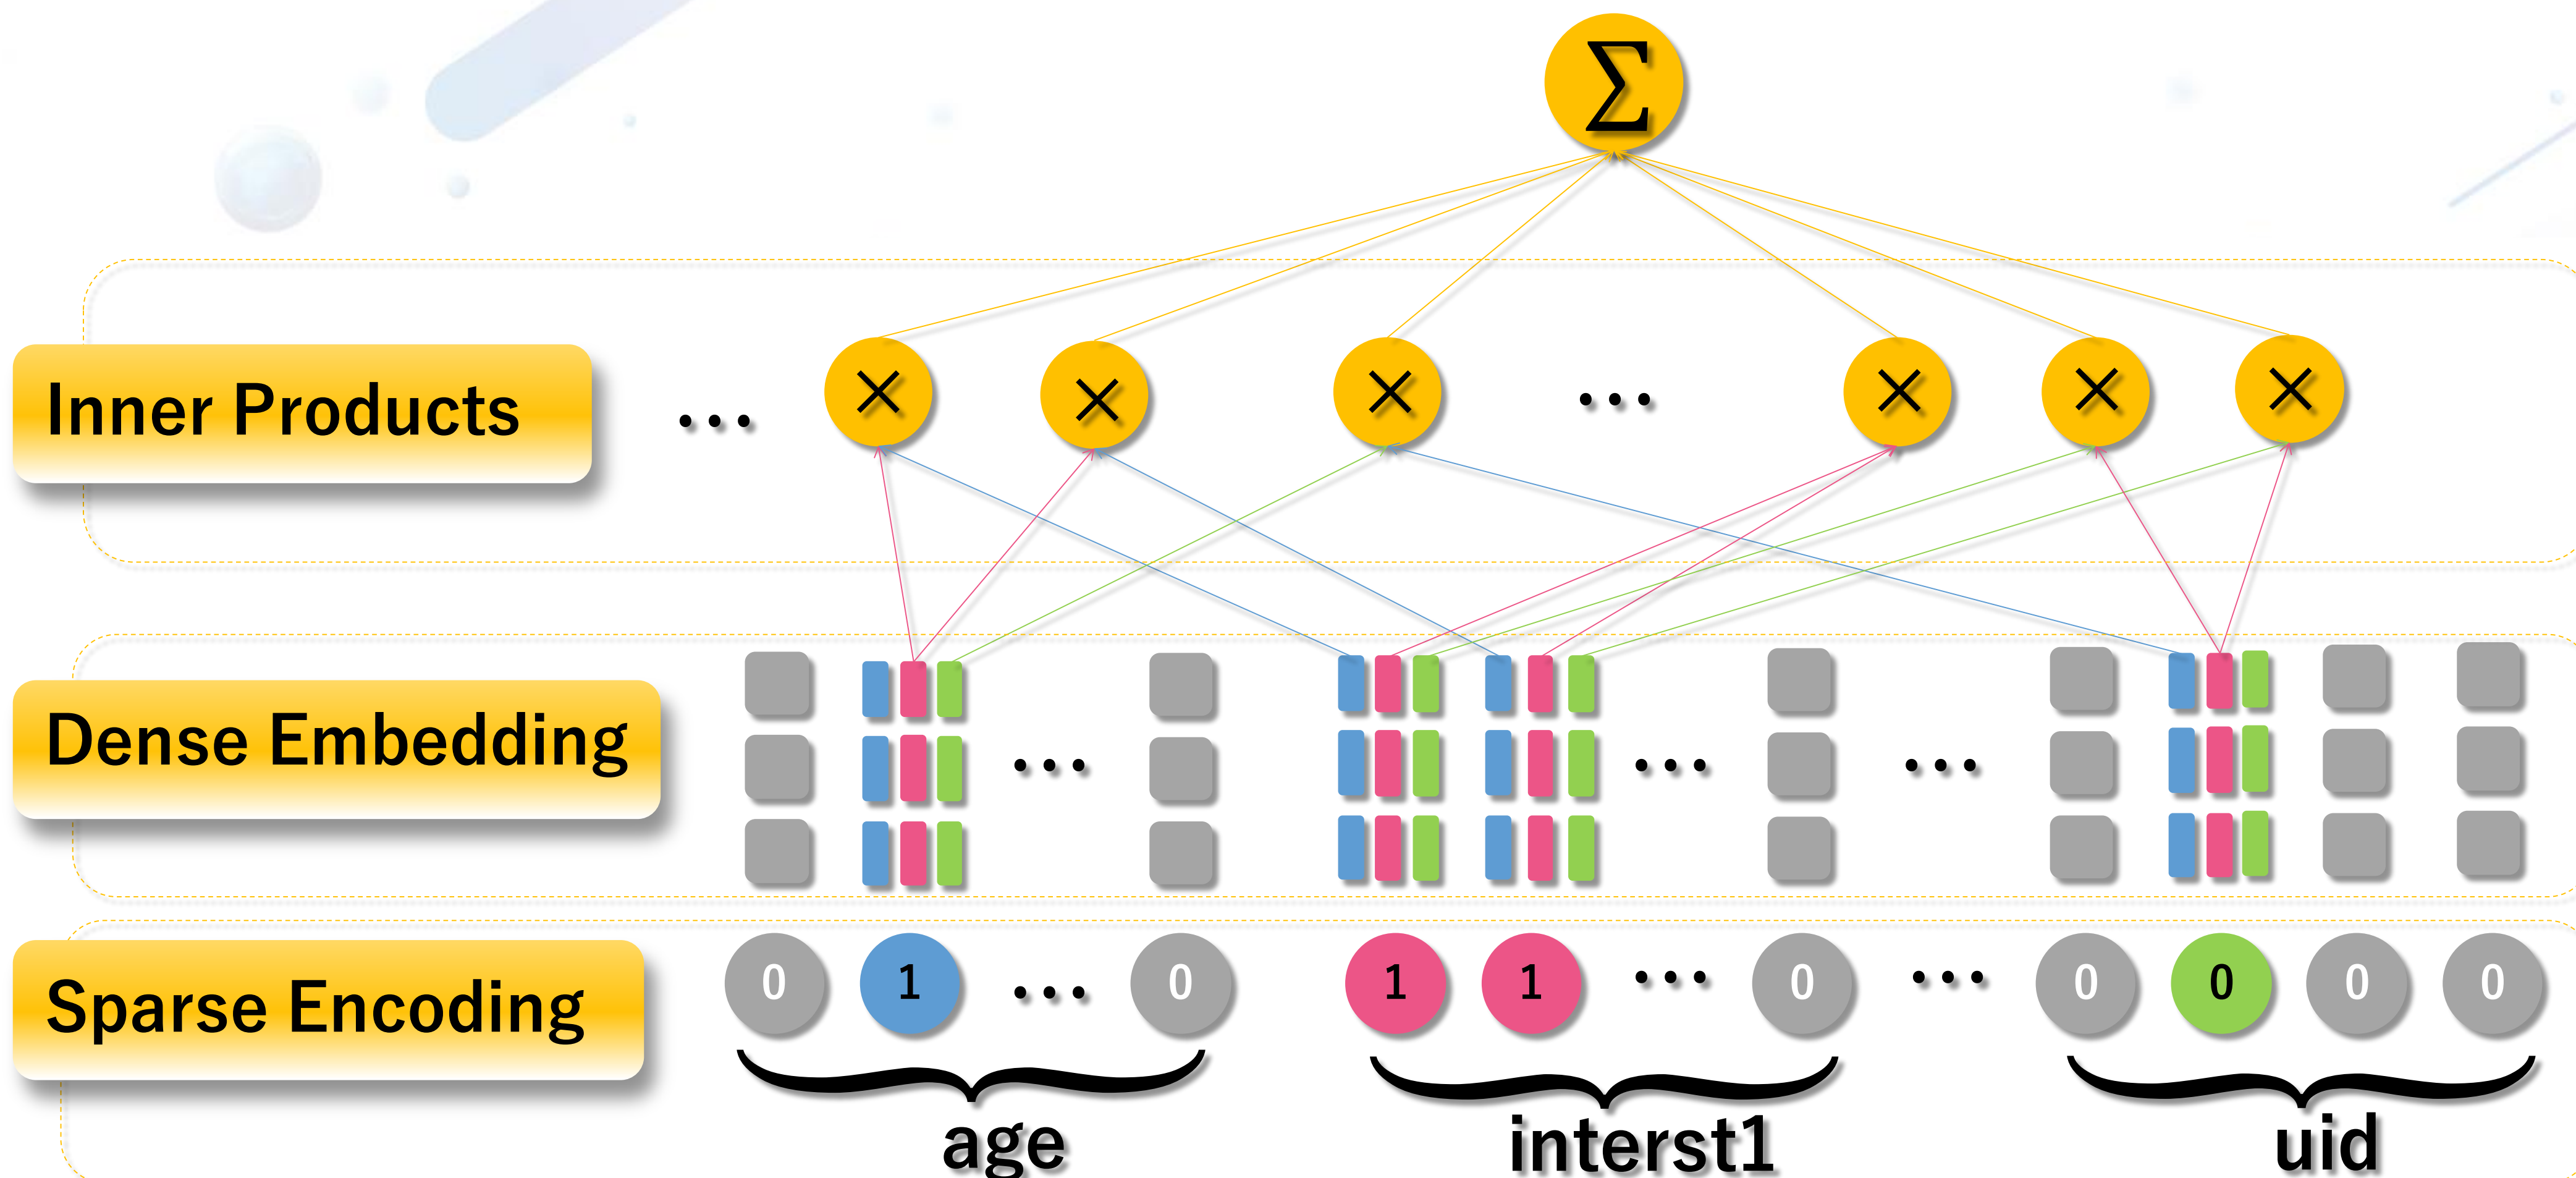 Σ
Inner Products ... × × × ... × × ×
Dense Embedding ... ... ...
Sparse Encoding 0 1 ... 0 1 1 ... 0 ... 0 0 0 0
age interst1 uid